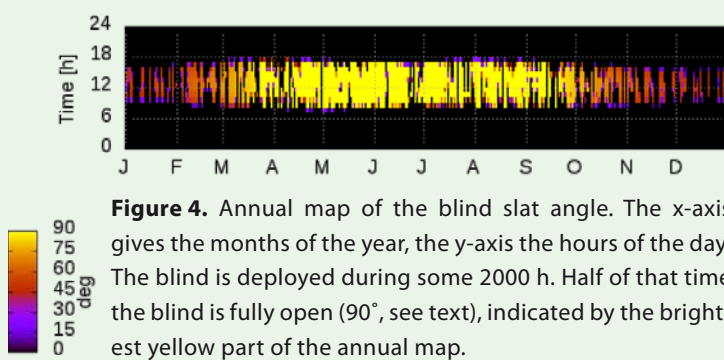 24
18
12
6
0
Time [h]
J F M A M J J A S O N D
Figure 4. Annual map of the blind slat angle. The x-axis
gives the months of the year, the y-axis the hours of the day.
The blind is deployed during some 2000 h. Half of that time
the blind is fully open (90˚, see text), indicated by the bright-
est yellow part of the annual map.
90
75
60
45
30
15
0
deg